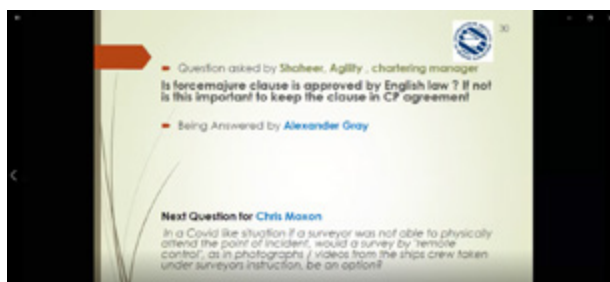 30
Question asked by Shaheer, Agility , chartering manager
Is forcemajure clause is approved by English law ? If not
is this important to keep the clause in CP agreement
Being Answered by Alexander Gray
Next Question for Chris Moxon
In a Covid like situation if a surveyor was not able to physically
attend the point of incident, would a survey by "remote
control", as in photographs / videos from the ships crew taken
under surveyors instruction, be an option?